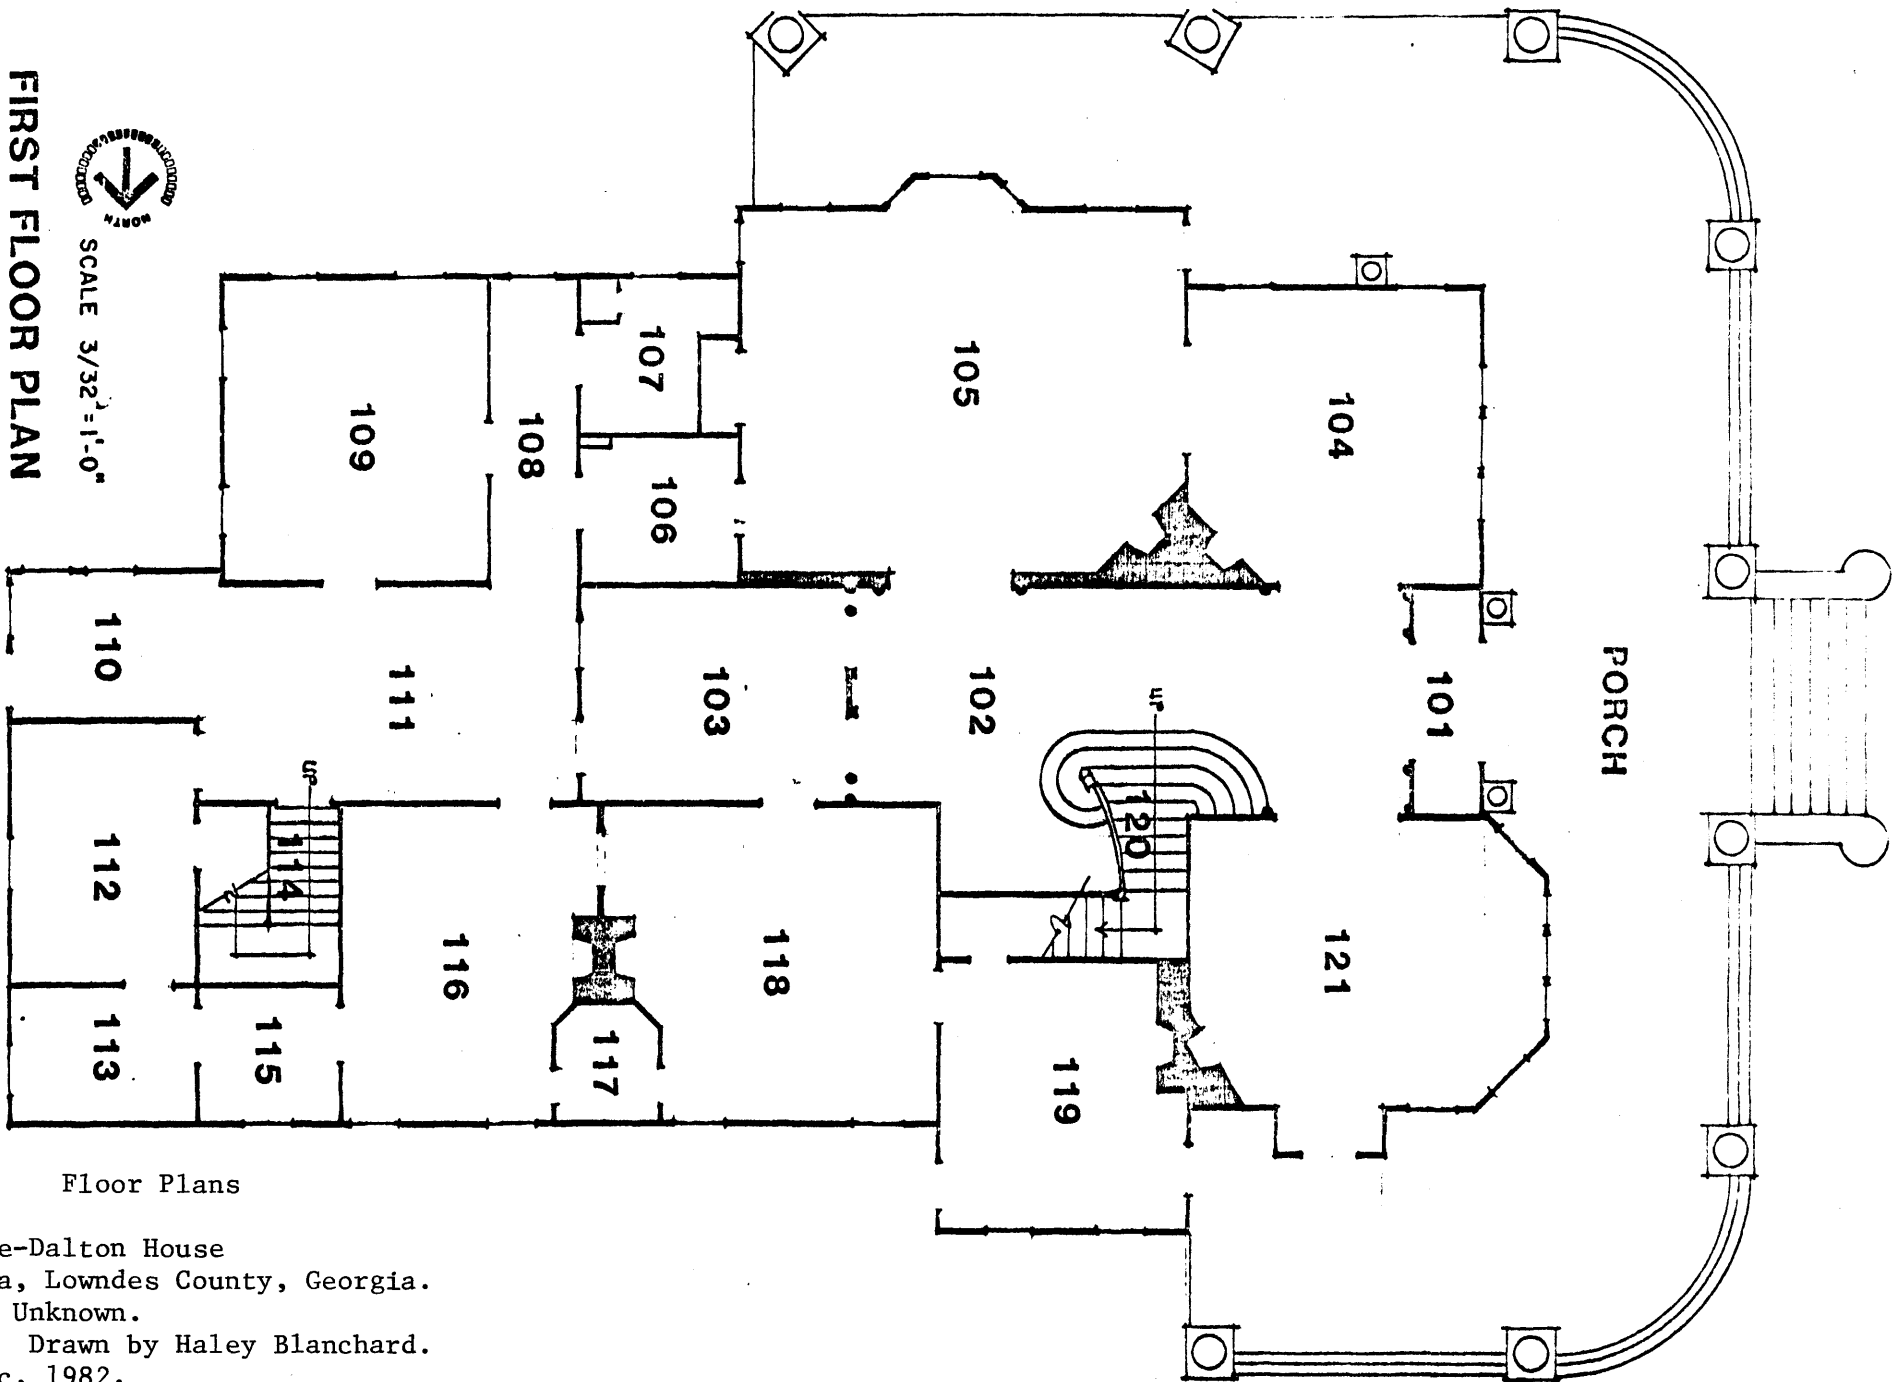 FIRST FLOOR PLAN
NORTH
SCALE 3/32"=1'-0"
PORCH
101
102
103
104
105
106
107
108
109
110
111
112
113
114
115
116
117
118
119
120
121
UP
UP
Floor Plans
e-Dalton House
a, Lowndes County, Georgia.
Unknown.
Drawn by Haley Blanchard.
c. 1982.